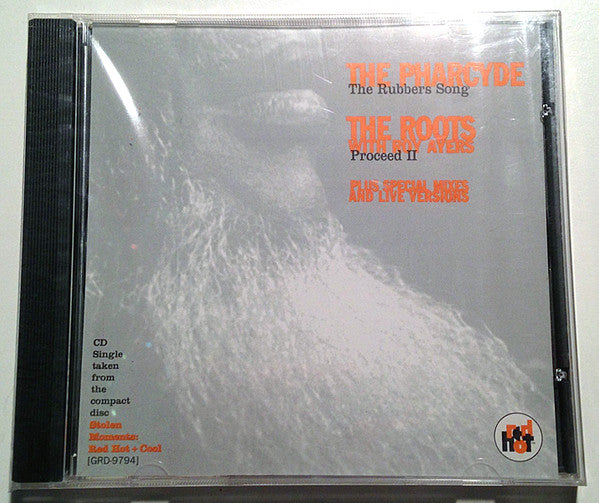 THE PHARCYDE
The Rubbers Song
THE ROOTS
WITH ROY AYERS
Proceed II
PLUS SPECIAL MIXES
AND LIVE VERSIONS
CD
Single
taken
from
the
compact
disc
Stolen
Moments:
Red Hot + Cool
[GRD-9794]
red
hot